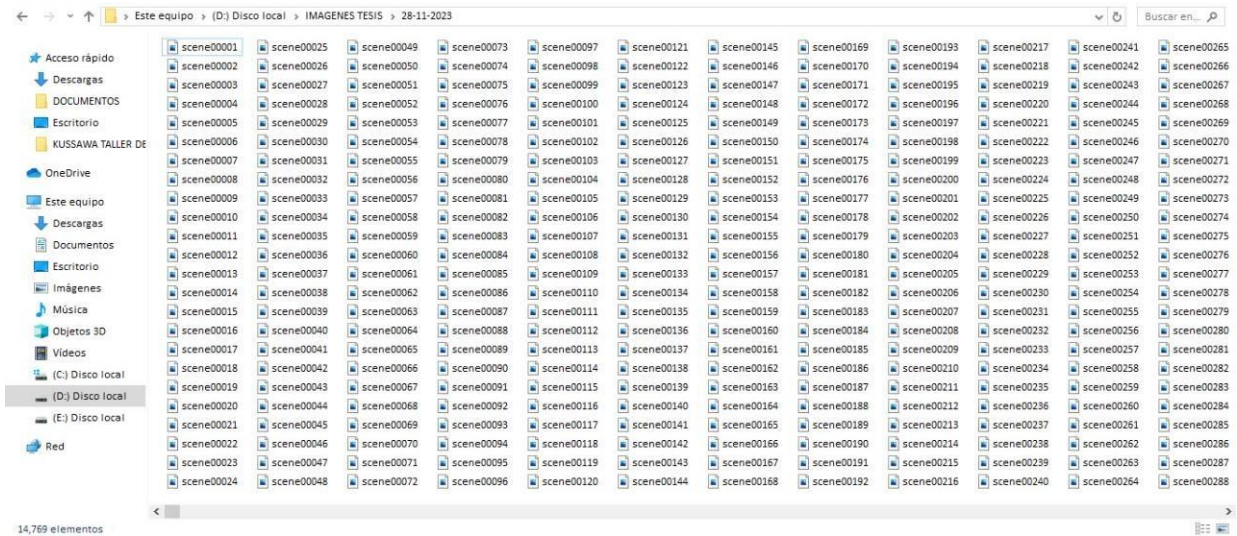 Este equipo › (D:) Disco local › IMAGENES TESIS › 28-11-2023
Buscar en...
Acceso rápido
Descargas
DOCUMENTOS
Escritorio
KUSSAWA TALLER DE
OneDrive
Este equipo
Descargas
Documentos
Escritorio
Imágenes
Música
Objetos 3D
Vídeos
(C:) Disco local
(D:) Disco local
(E:) Disco local
Red
scene00001 scene00025 scene00049 scene00073 scene00097 scene00121 scene00145 scene00169 scene00193 scene00217 scene00241 scene00265
scene00002 scene00026 scene00050 scene00074 scene00098 scene00122 scene00146 scene00170 scene00194 scene00218 scene00242 scene00266
scene00003 scene00027 scene00051 scene00075 scene00099 scene00123 scene00147 scene00171 scene00195 scene00219 scene00243 scene00267
scene00004 scene00028 scene00052 scene00076 scene00100 scene00124 scene00148 scene00172 scene00196 scene00220 scene00244 scene00268
scene00005 scene00029 scene00053 scene00077 scene00101 scene00125 scene00149 scene00173 scene00197 scene00221 scene00245 scene00269
scene00006 scene00030 scene00054 scene00078 scene00102 scene00126 scene00150 scene00174 scene00198 scene00222 scene00246 scene00270
scene00007 scene00031 scene00055 scene00079 scene00103 scene00127 scene00151 scene00175 scene00199 scene00223 scene00247 scene00271
scene00008 scene00032 scene00056 scene00080 scene00104 scene00128 scene00152 scene00176 scene00200 scene00224 scene00248 scene00272
scene00009 scene00033 scene00057 scene00081 scene00105 scene00129 scene00153 scene00177 scene00201 scene00225 scene00249 scene00273
scene00010 scene00034 scene00058 scene00082 scene00106 scene00130 scene00154 scene00178 scene00202 scene00226 scene00250 scene00274
scene00011 scene00035 scene00059 scene00083 scene00107 scene00131 scene00155 scene00179 scene00203 scene00227 scene00251 scene00275
scene00012 scene00036 scene00060 scene00084 scene00108 scene00132 scene00156 scene00180 scene00204 scene00228 scene00252 scene00276
scene00013 scene00037 scene00061 scene00085 scene00109 scene00133 scene00157 scene00181 scene00205 scene00229 scene00253 scene00277
scene00014 scene00038 scene00062 scene00086 scene00110 scene00134 scene00158 scene00182 scene00206 scene00230 scene00254 scene00278
scene00015 scene00039 scene00063 scene00087 scene00111 scene00135 scene00159 scene00183 scene00207 scene00231 scene00255 scene00279
scene00016 scene00040 scene00064 scene00088 scene00112 scene00136 scene00160 scene00184 scene00208 scene00232 scene00256 scene00280
scene00017 scene00041 scene00065 scene00089 scene00113 scene00137 scene00161 scene00185 scene00209 scene00233 scene00257 scene00281
scene00018 scene00042 scene00066 scene00090 scene00114 scene00138 scene00162 scene00186 scene00210 scene00234 scene00258 scene00282
scene00019 scene00043 scene00067 scene00091 scene00115 scene00139 scene00163 scene00187 scene00211 scene00235 scene00259 scene00283
scene00020 scene00044 scene00068 scene00092 scene00116 scene00140 scene00164 scene00188 scene00212 scene00236 scene00260 scene00284
scene00021 scene00045 scene00069 scene00093 scene00117 scene00141 scene00165 scene00189 scene00213 scene00237 scene00261 scene00285
scene00022 scene00046 scene00070 scene00094 scene00118 scene00142 scene00166 scene00190 scene00214 scene00238 scene00262 scene00286
scene00023 scene00047 scene00071 scene00095 scene00119 scene00143 scene00167 scene00191 scene00215 scene00239 scene00263 scene00287
scene00024 scene00048 scene00072 scene00096 scene00120 scene00144 scene00168 scene00192 scene00216 scene00240 scene00264 scene00288
14,769 elementos